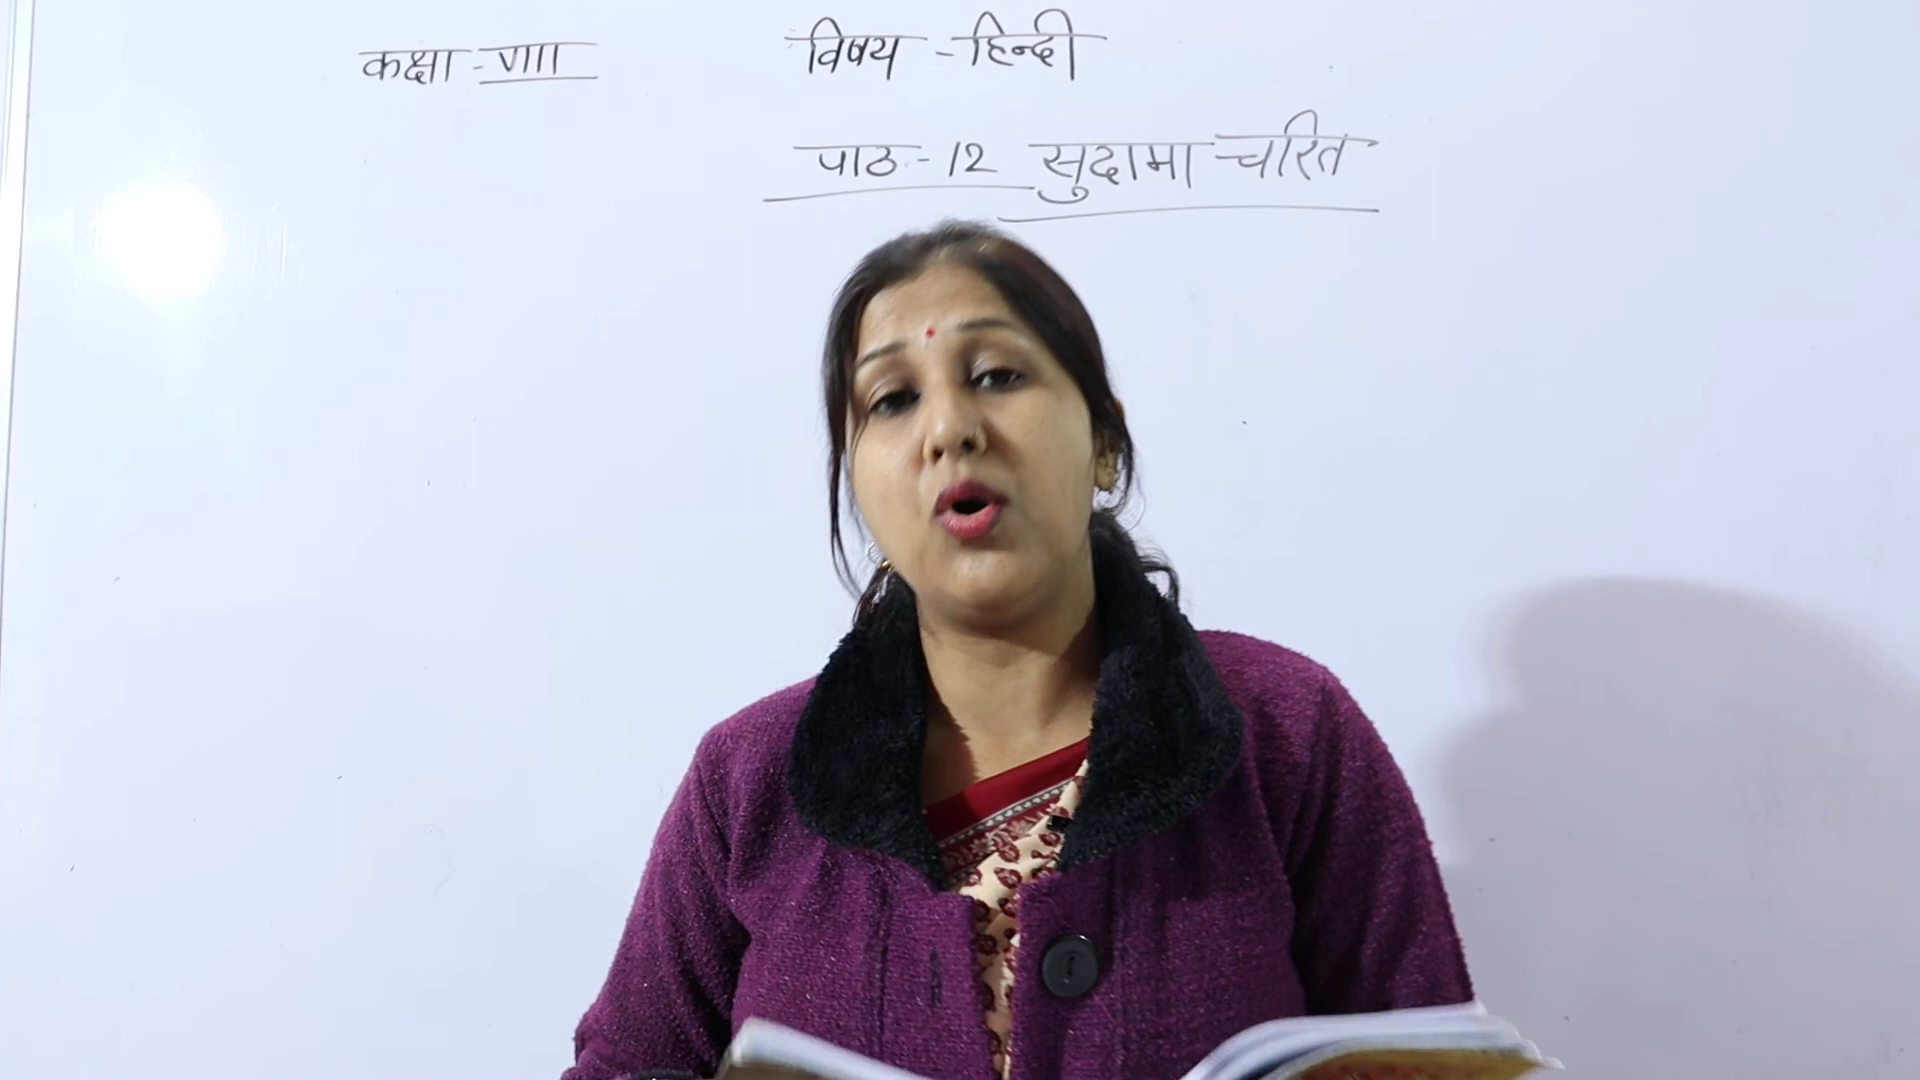 कक्षा - VIII विषय - हिन्दी
पाठ - 12 सुदामा चरित